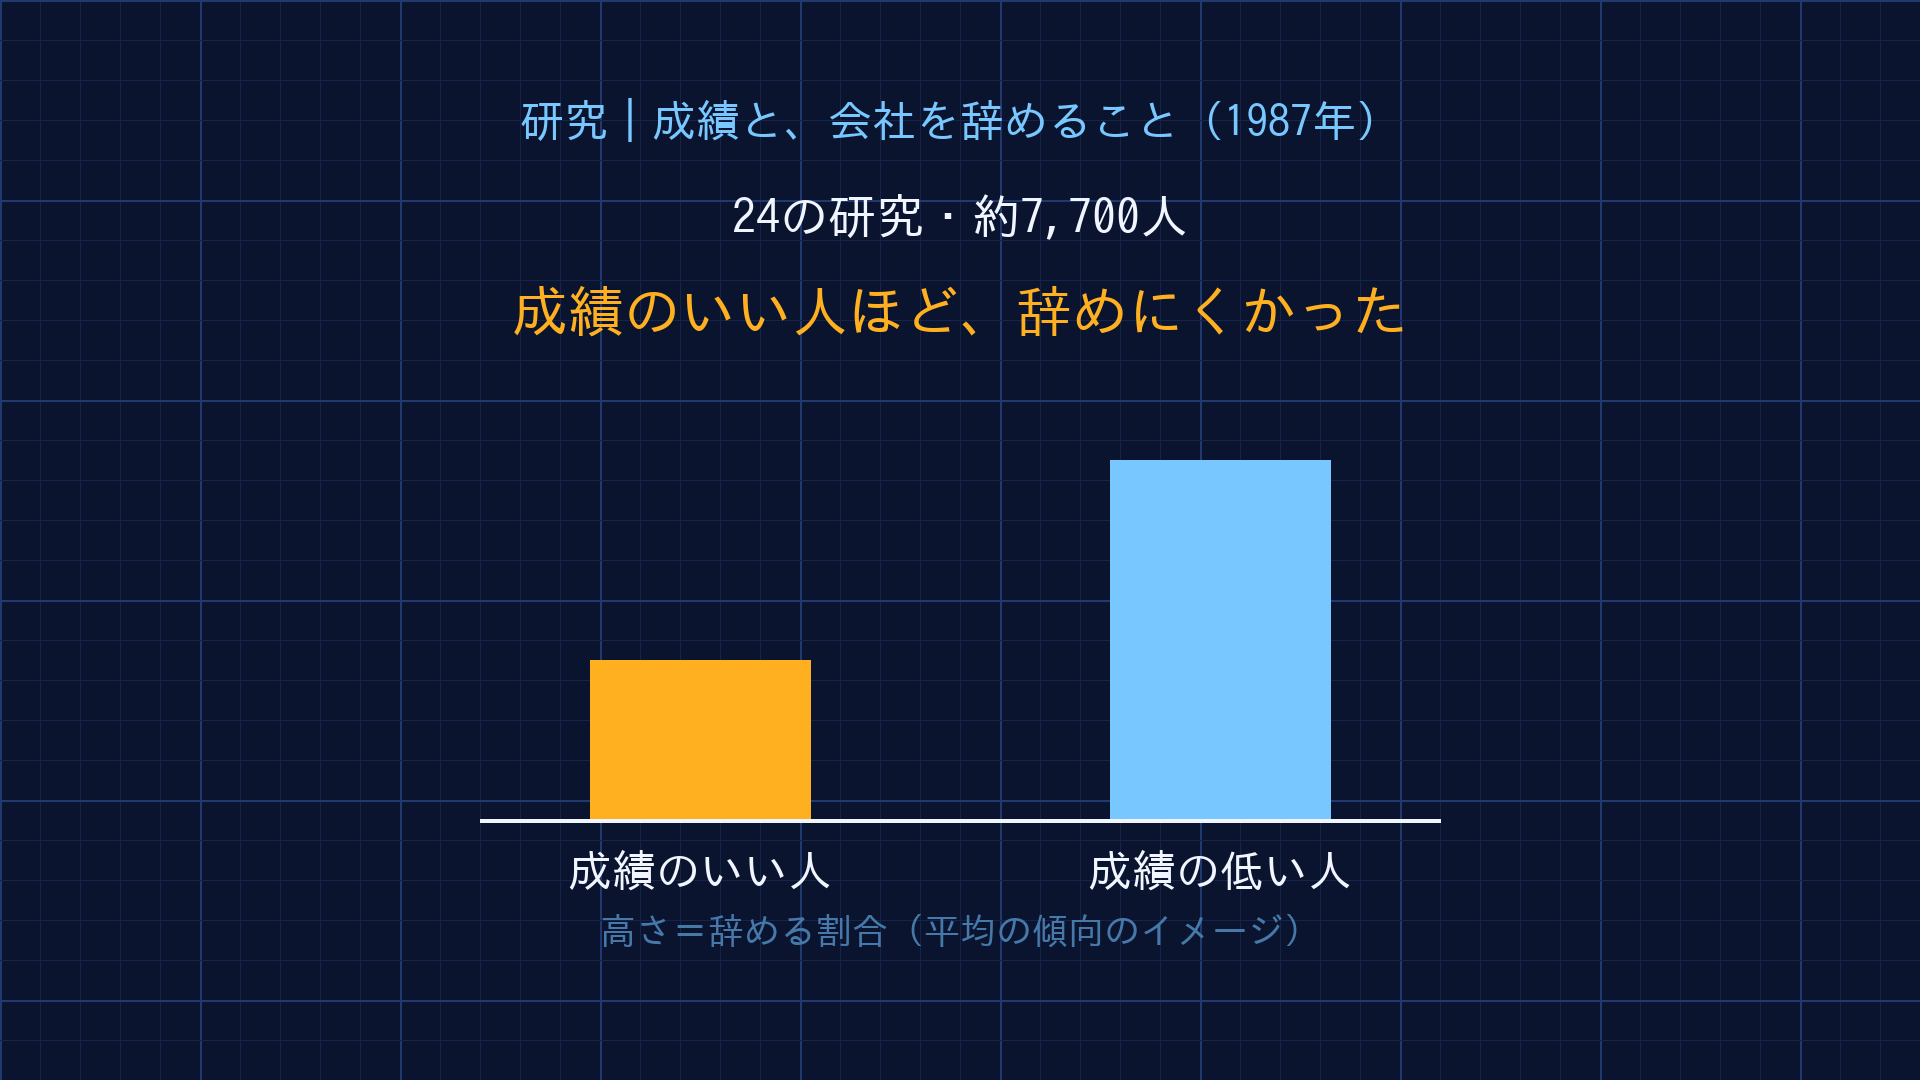 研究｜成績と、会社を辞めること（1987年）
24の研究・約7,700人
成績のいい人ほど、辞めにくかった
成績のいい人
成績の低い人
高さ＝辞める割合（平均の傾向のイメージ）